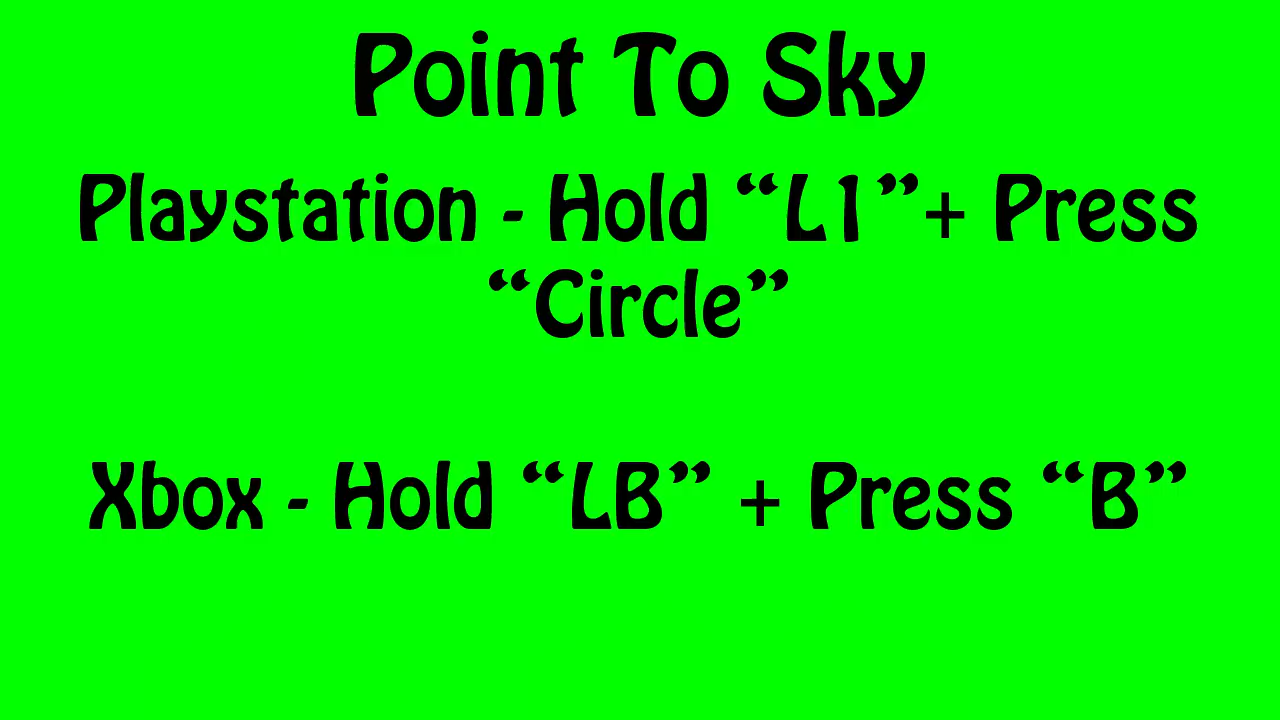 Point To Sky
Playstation - Hold “L1”+ Press
“Circle”
Xbox - Hold “LB” + Press “B”